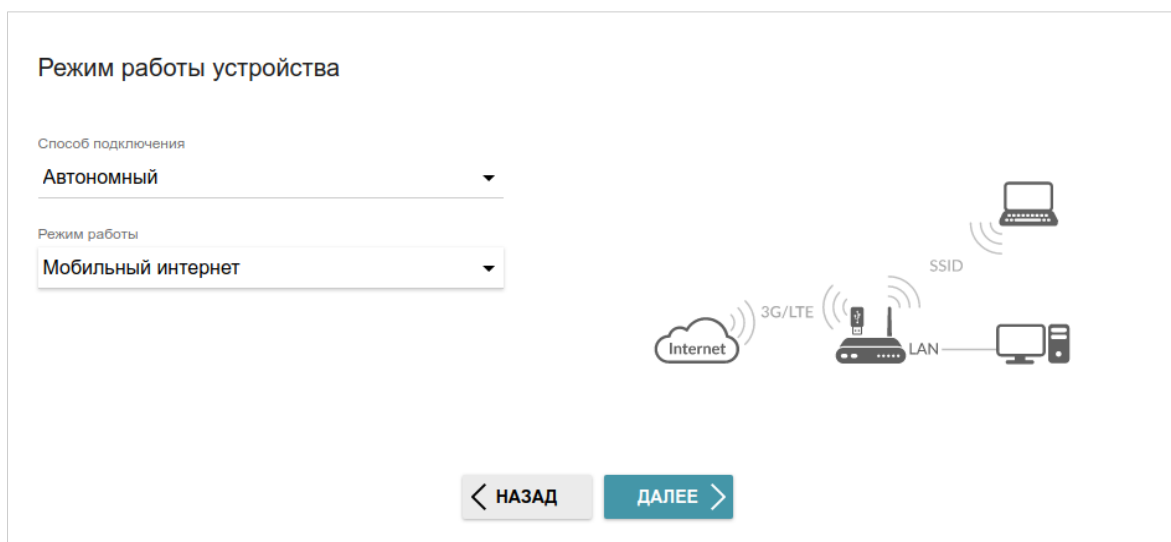 Режим работы устройства
Способ подключения
Автономный
Режим работы
Мобильный интернет
SSID
3G/LTE
Internet
LAN
НАЗАД
ДАЛЕЕ